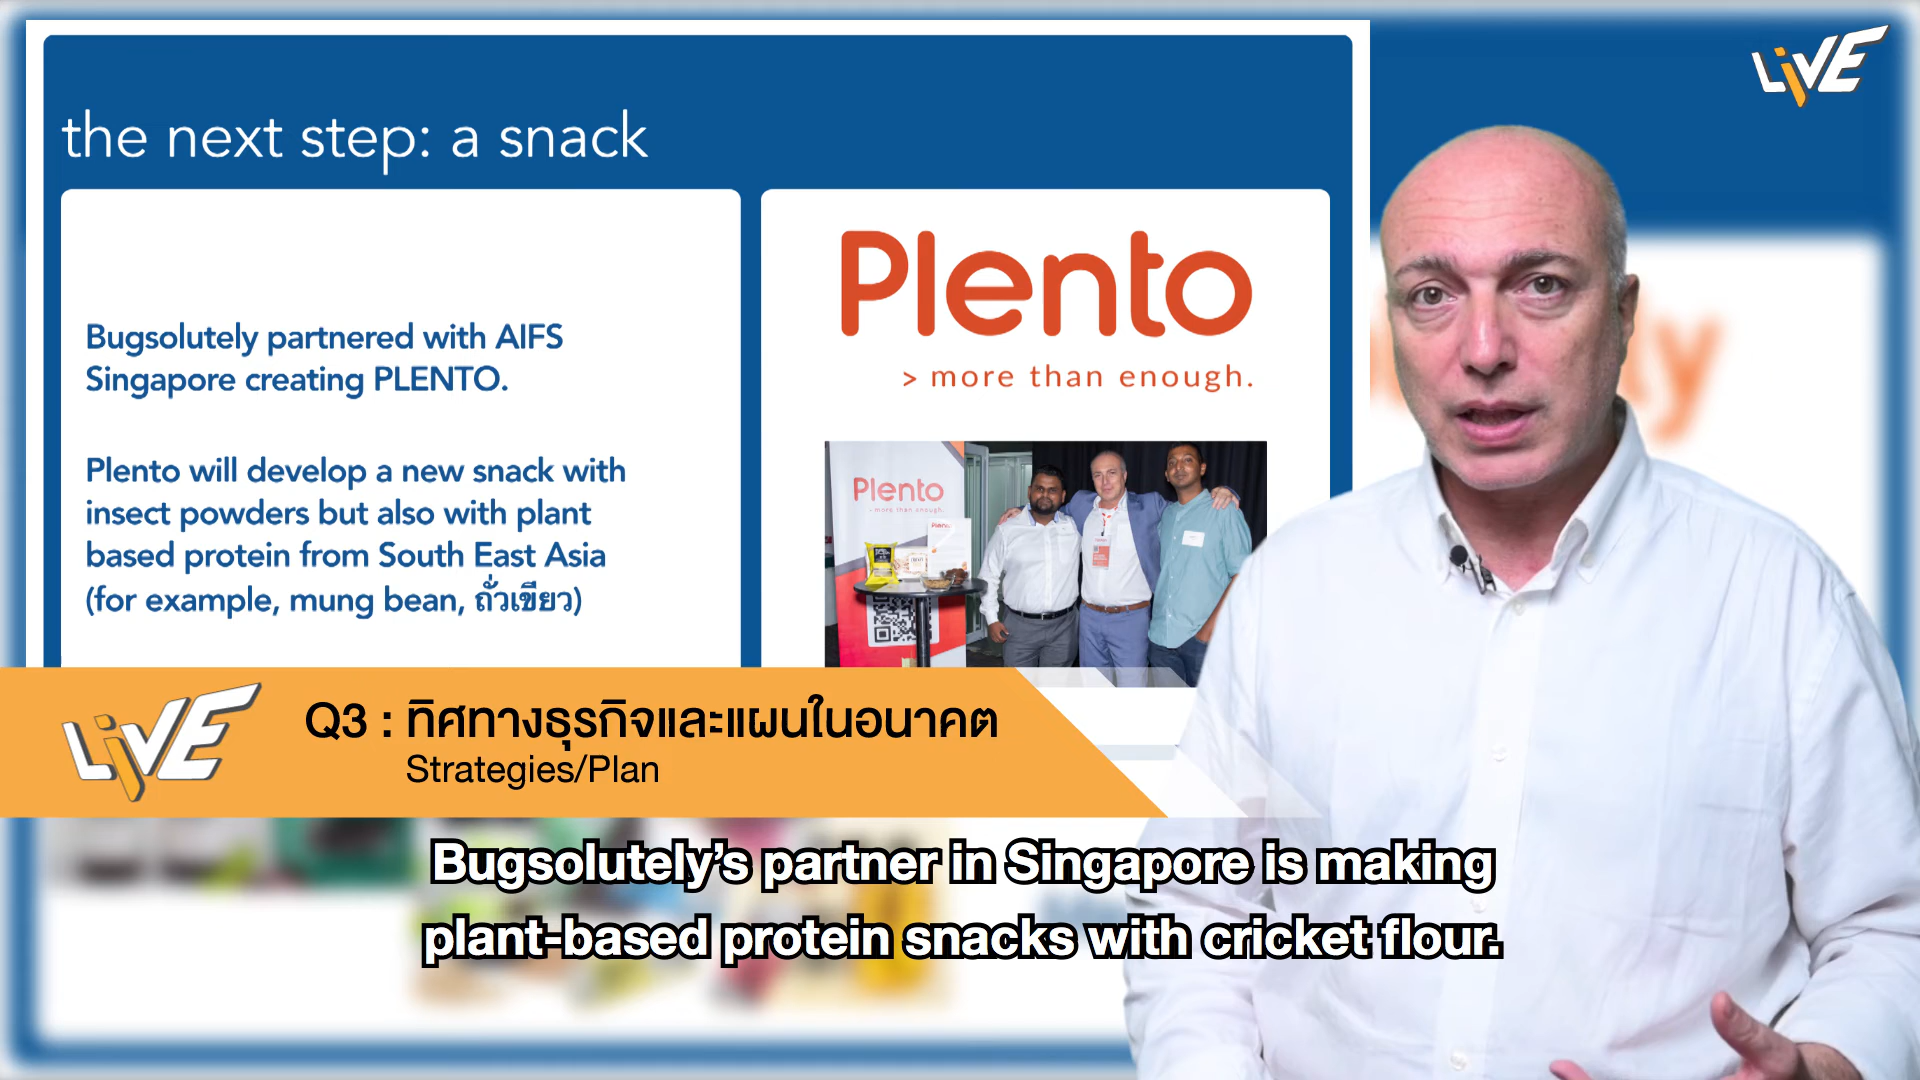 LiVE
the next step: a snack
Bugsolutely partnered with AIFS
Singapore creating PLENTO.
Plento will develop a new snack with
insect powders but also with plant
based protein from South East Asia
(for example, mung bean, ถั่วเขียว)
Plento
> more than enough.
Plento
~ more than enough.
LiVE
Q3 : ทิศทางธุรกิจและแผนในอนาคต
Strategies/Plan
Bugsolutely’s partner in Singapore is making
plant-based protein snacks with cricket flour.